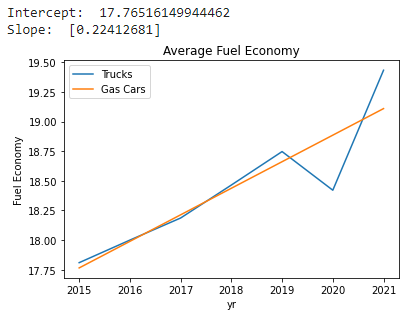 Intercept:  17.76516149944462
Slope:  [0.22412681]
Average Fuel Economy
Trucks
Gas Cars
19.50
19.25
19.00
18.75
18.50
18.25
18.00
17.75
Fuel Economy
2015 2016 2017 2018 2019 2020 2021
yr